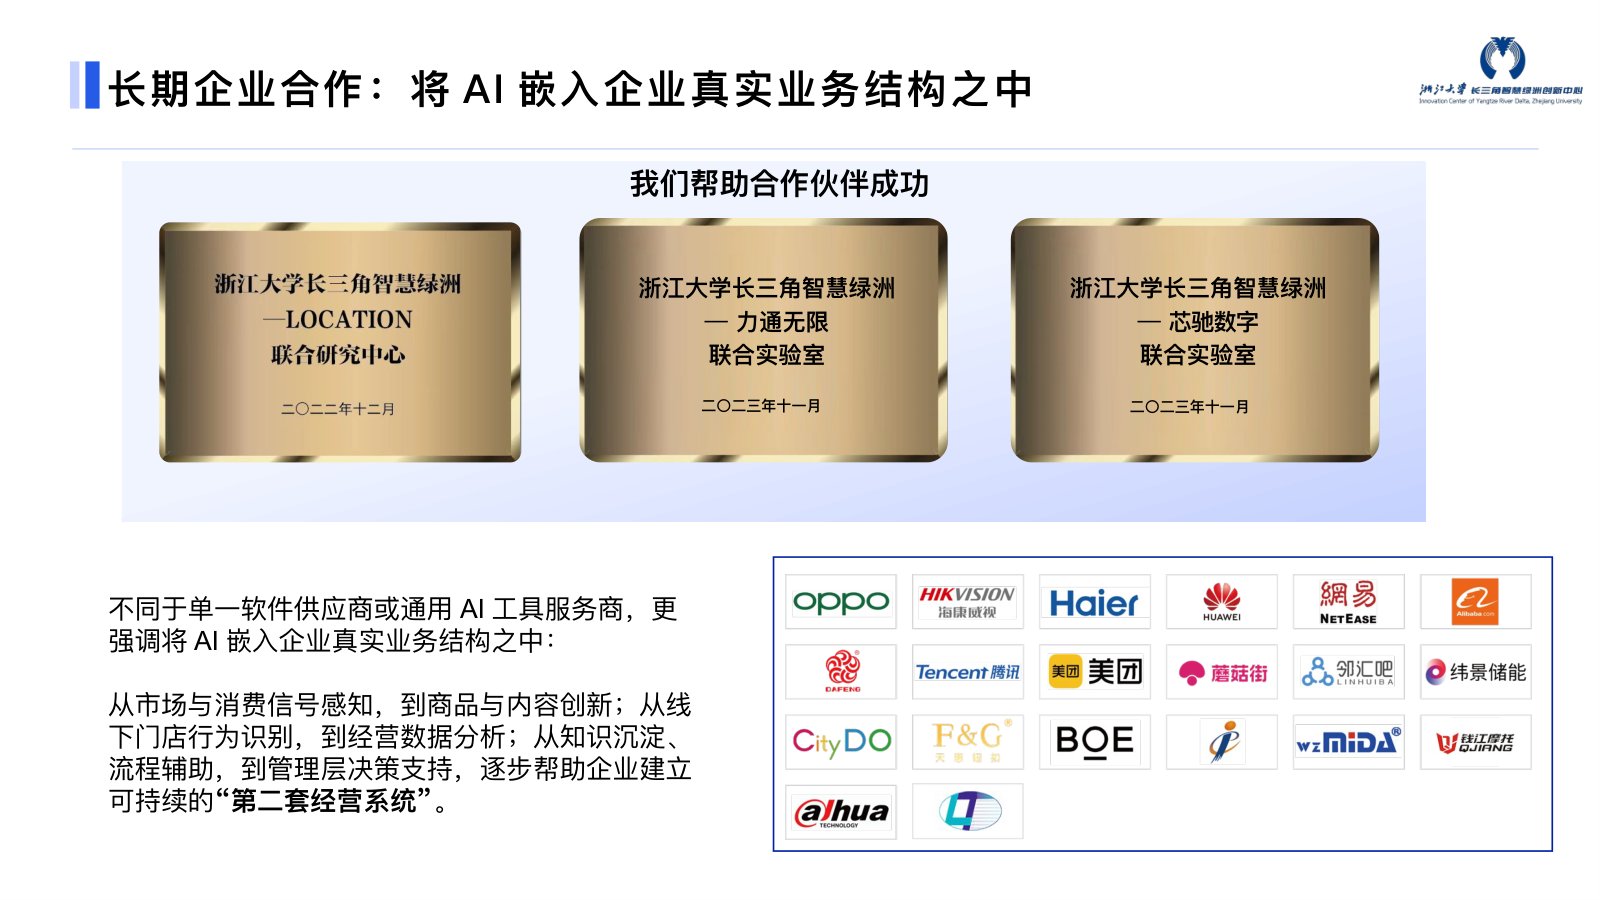 长期企业合作：将 AI 嵌入企业真实业务结构之中
浙江大学 长三角智慧绿洲创新中心
Innovation Center of Yangtze River Delta, Zhejiang University
我们帮助合作伙伴成功
浙江大学长三角智慧绿洲
—LOCATION
联合研究中心
二〇二二年十二月
浙江大学长三角智慧绿洲
— 力通无限
联合实验室
二〇二三年十一月
浙江大学长三角智慧绿洲
— 芯驰数字
联合实验室
二〇二三年十一月
不同于单一软件供应商或通用 AI 工具服务商，更
强调将 AI 嵌入企业真实业务结构之中：
从市场与消费信号感知，到商品与内容创新；从线
下门店行为识别，到经营数据分析；从知识沉淀、
流程辅助，到管理层决策支持，逐步帮助企业建立
可持续的“第二套经营系统”。
oppo
HIKVISION
海康威视
Haier
HUAWEI
網易
NETEASE
Alibaba.com
DAFENG
Tencent 腾讯
美团 美团
蘑菇街
邻汇吧
LINHUIBA
纬景储能
CityDO
F&G®
BOE
wzMiDA®
钱江摩托
QJIANG
alhua
TECHNOLOGY